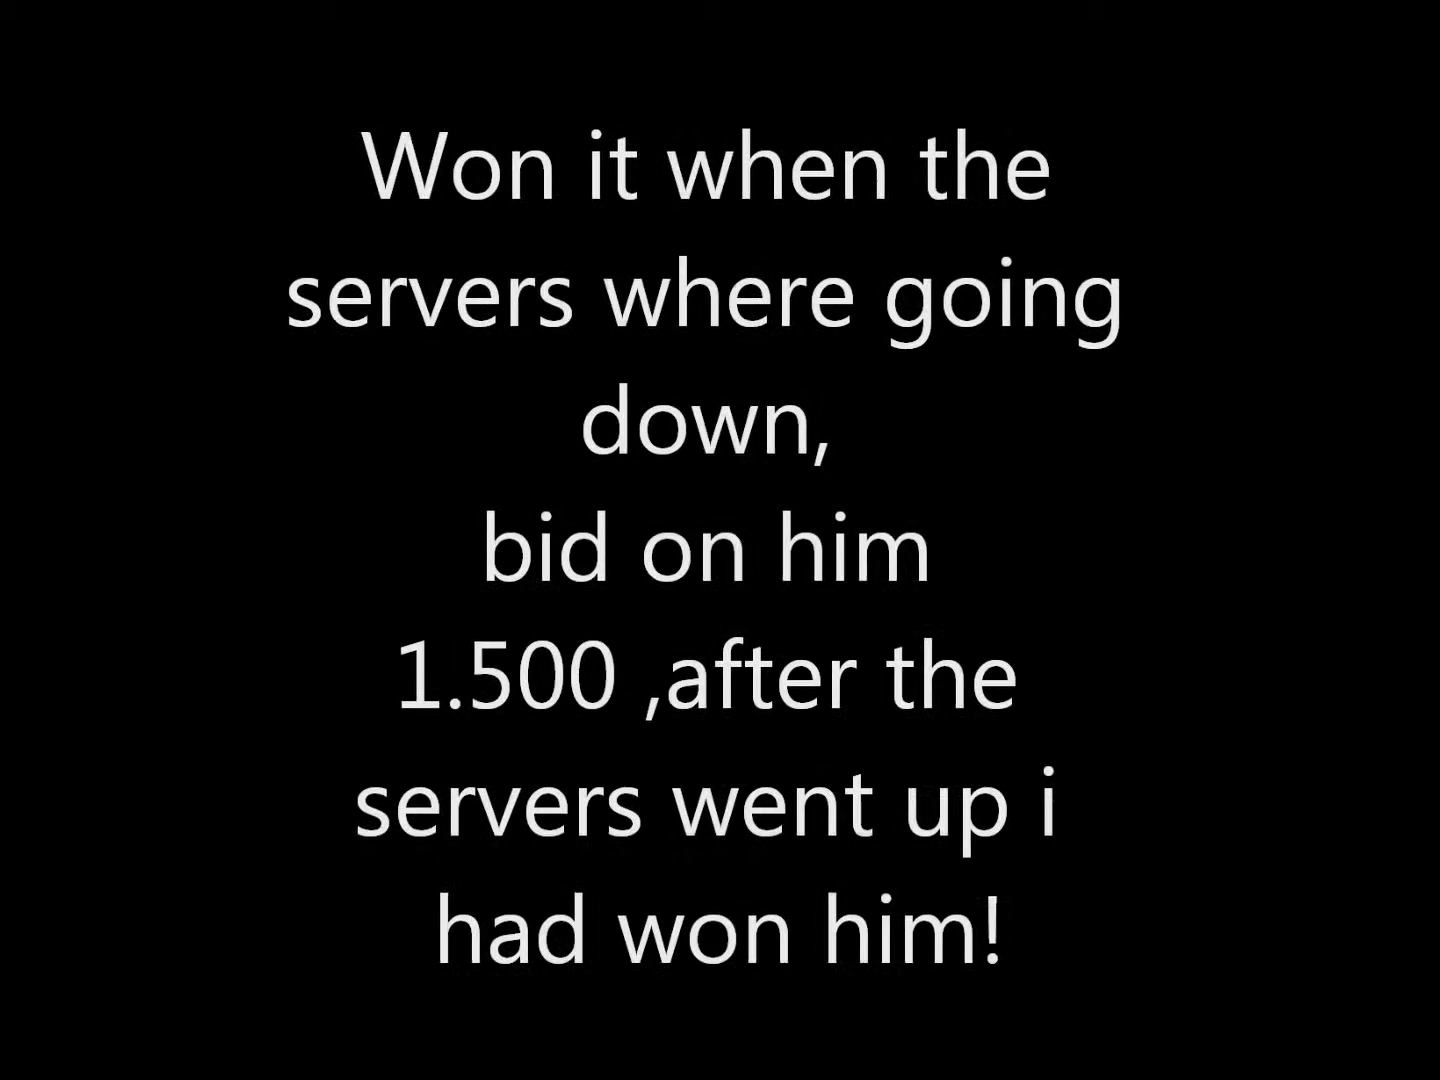 Won it when the
servers where going
down,
bid on him
1.500 ,after the
servers went up i
had won him!